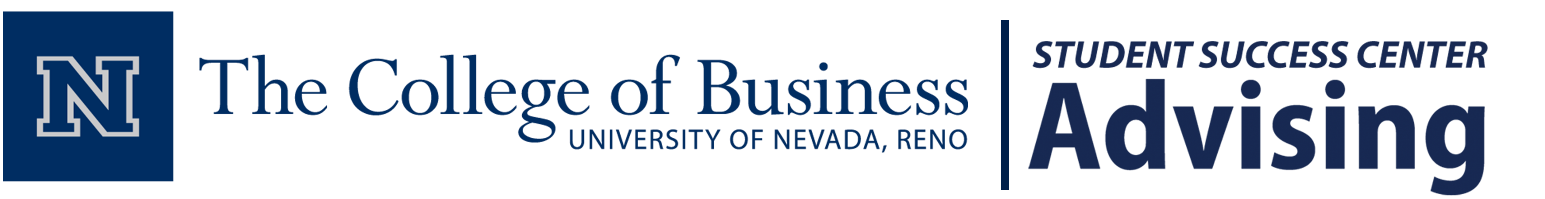 N
The College of Business
UNIVERSITY OF NEVADA, RENO
STUDENT SUCCESS CENTER
Advising